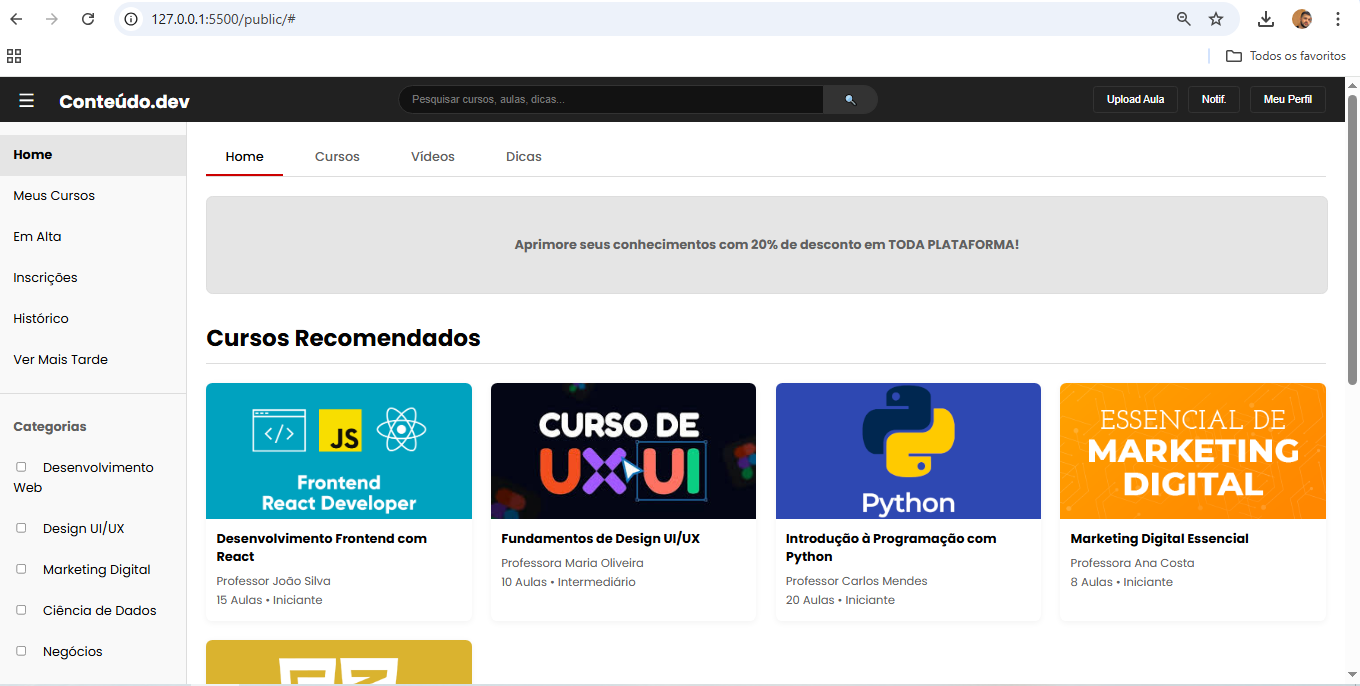 127.0.0.1:5500/public/#
Todos os favoritos
Conteúdo.dev
Pesquisar cursos, aulas, dicas...
Upload Aula
Notif.
Meu Perfil
Home
Meus Cursos
Em Alta
Inscrições
Histórico
Ver Mais Tarde
Categorias
Desenvolvimento
Web
Design UI/UX
Marketing Digital
Ciência de Dados
Negócios
Home
Cursos
Vídeos
Dicas
Aprimore seus conhecimentos com 20% de desconto em TODA PLATAFORMA!
Cursos Recomendados
</>
JS
Frontend
React Developer
Desenvolvimento Frontend com
React
Professor João Silva
15 Aulas • Iniciante
CURSO DE
UX UI
Fundamentos de Design UI/UX
Professora Maria Oliveira
10 Aulas • Intermediário
Python
Introdução à Programação com
Python
Professor Carlos Mendes
20 Aulas • Iniciante
ESSENCIAL DE
MARKETING
DIGITAL
Marketing Digital Essencial
Professora Ana Costa
8 Aulas • Iniciante